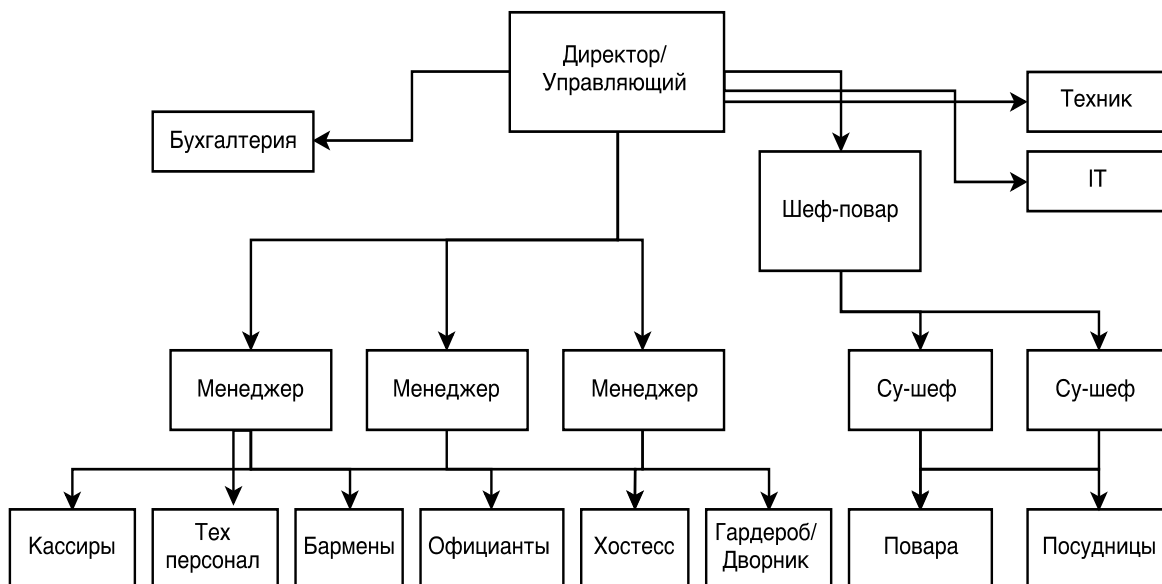 Директор/
Управляющий
Техник
Бухгалтерия
IT
Шеф-повар
Менеджер
Менеджер
Менеджер
Су-шеф
Су-шеф
Кассиры
Тех
персонал
Бармены
Официанты
Хостесс
Гардероб/
Дворник
Повара
Посудницы